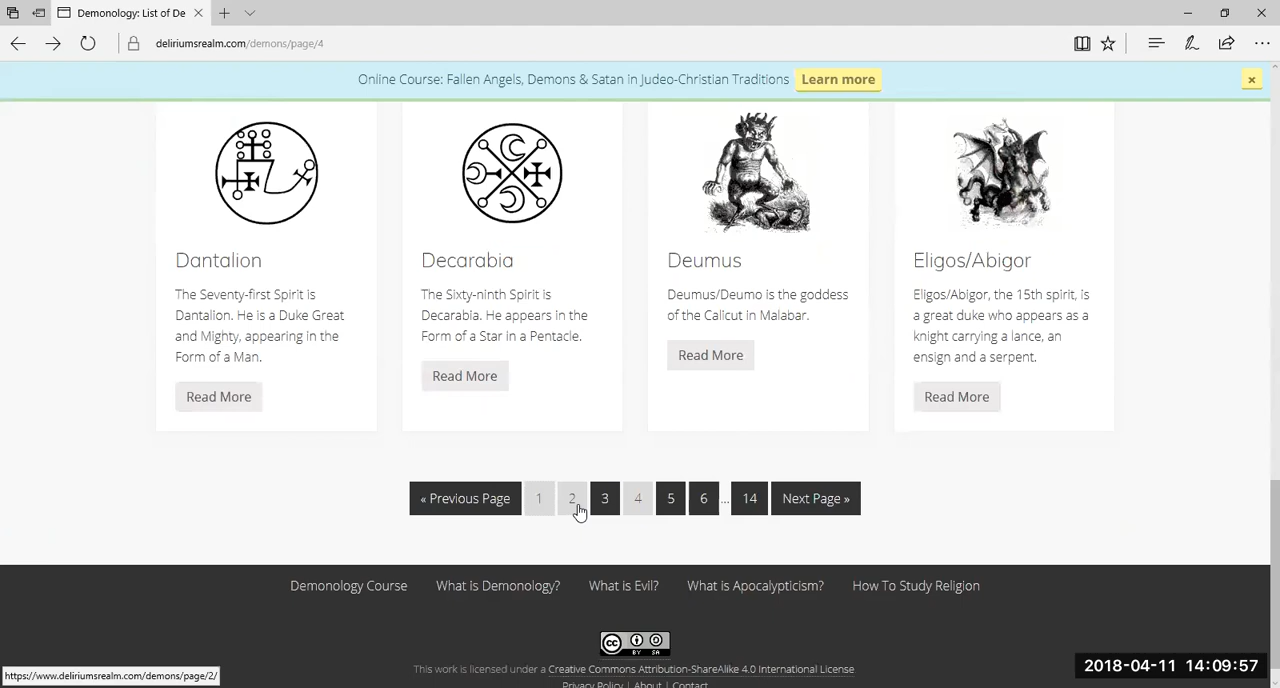 Demonology: List of De
deliriumsrealm.com/demons/page/4
Online Course: Fallen Angels, Demons & Satan in Judeo-Christian Traditions Learn more ×
Dantalion
The Seventy-first Spirit is
Dantalion. He is a Duke Great
and Mighty, appearing in the
Form of a Man.
Read More
Decarabia
The Sixty-ninth Spirit is
Decarabia. He appears in the
Form of a Star in a Pentacle.
Read More
Deumus
Deumus/Deumo is the goddess
of the Calicut in Malabar.
Read More
Eligos/Abigor
Eligos/Abigor, the 15th spirit, is
a great duke who appears as a
knight carrying a lance, an
ensign and a serpent.
Read More
« Previous Page 1 2 3 4 5 6 … 14 Next Page »
Demonology Course What is Demonology? What is Evil? What is Apocalypticism? How To Study Religion
cc BY SA
This work is licensed under a Creative Commons Attribution-ShareAlike 4.0 International License
Privacy Policy | About | Contact
https://www.deliriumsrealm.com/demons/page/2/
2018-04-11 14:09:57